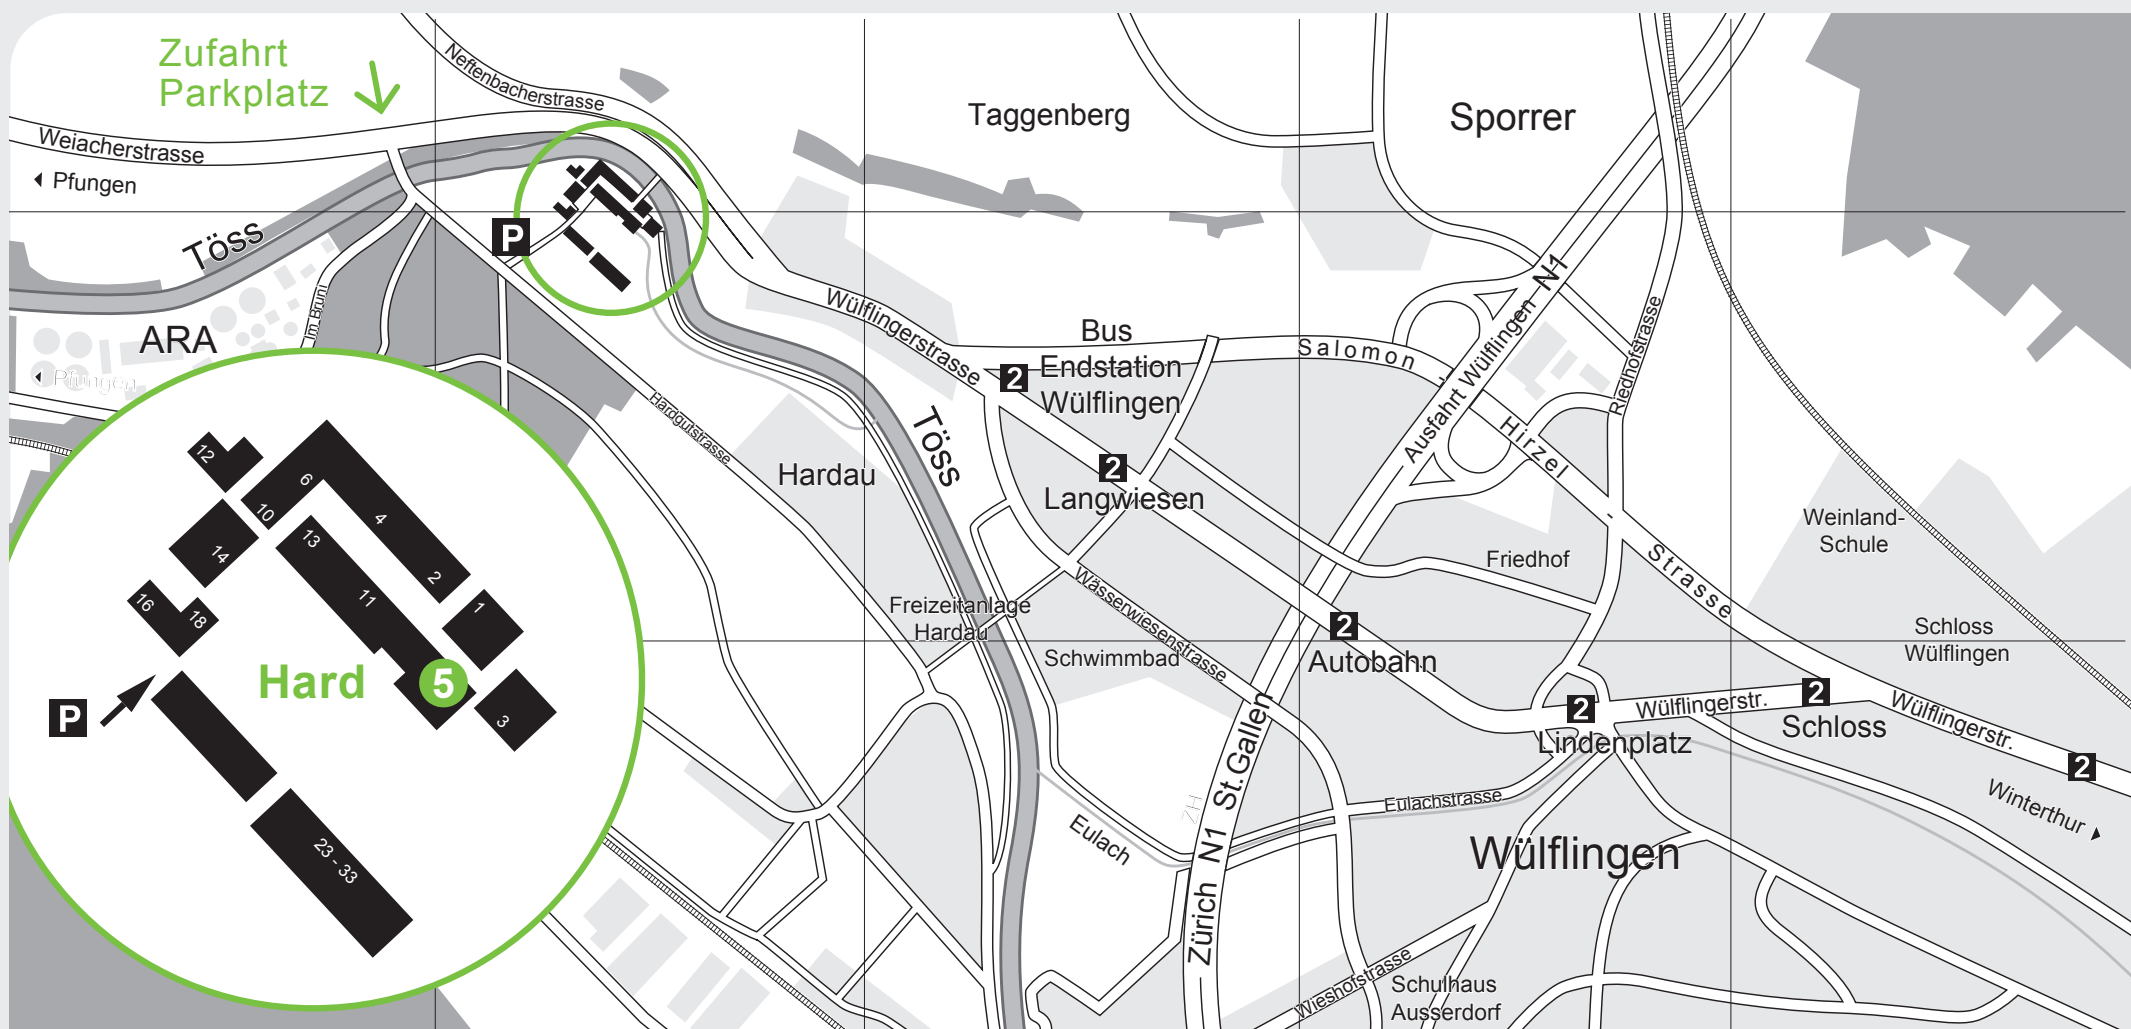 Zufahrt
Parkplatz
Neftenbacherstrasse
Weiacherstrasse
Pfungen
Töss
P
Taggenberg
Sporrer
ARA
Im Bruni
Pfungen
Hardgutstrasse
Wülflingerstrasse
Bus
Endstation
Wülflingen
2
Salomon -
Hirzel -
Strasse
Ausfahrt Wülflingen N1
Riedhofstrasse
Töss
Hardau
2
Langwiesen
Friedhof
Weinland-
Schule
Freizeitanlage
Hardau
Wässerwiesenstrasse
Schwimmbad
2
Autobahn
Schloss
Wülflingen
2
Lindenplatz
Wülflingerstr.
2
Schloss
Wülflingerstr.
2
Winterthur
Zürich N1 St.Gallen
ZH
Eulach
Eulachstrasse
Wülflingen
Wieshofstrasse
Schulhaus
Ausserdorf
12
6
10
4
13
14
2
11
1
16
18
Hard
5
3
P
23 - 33